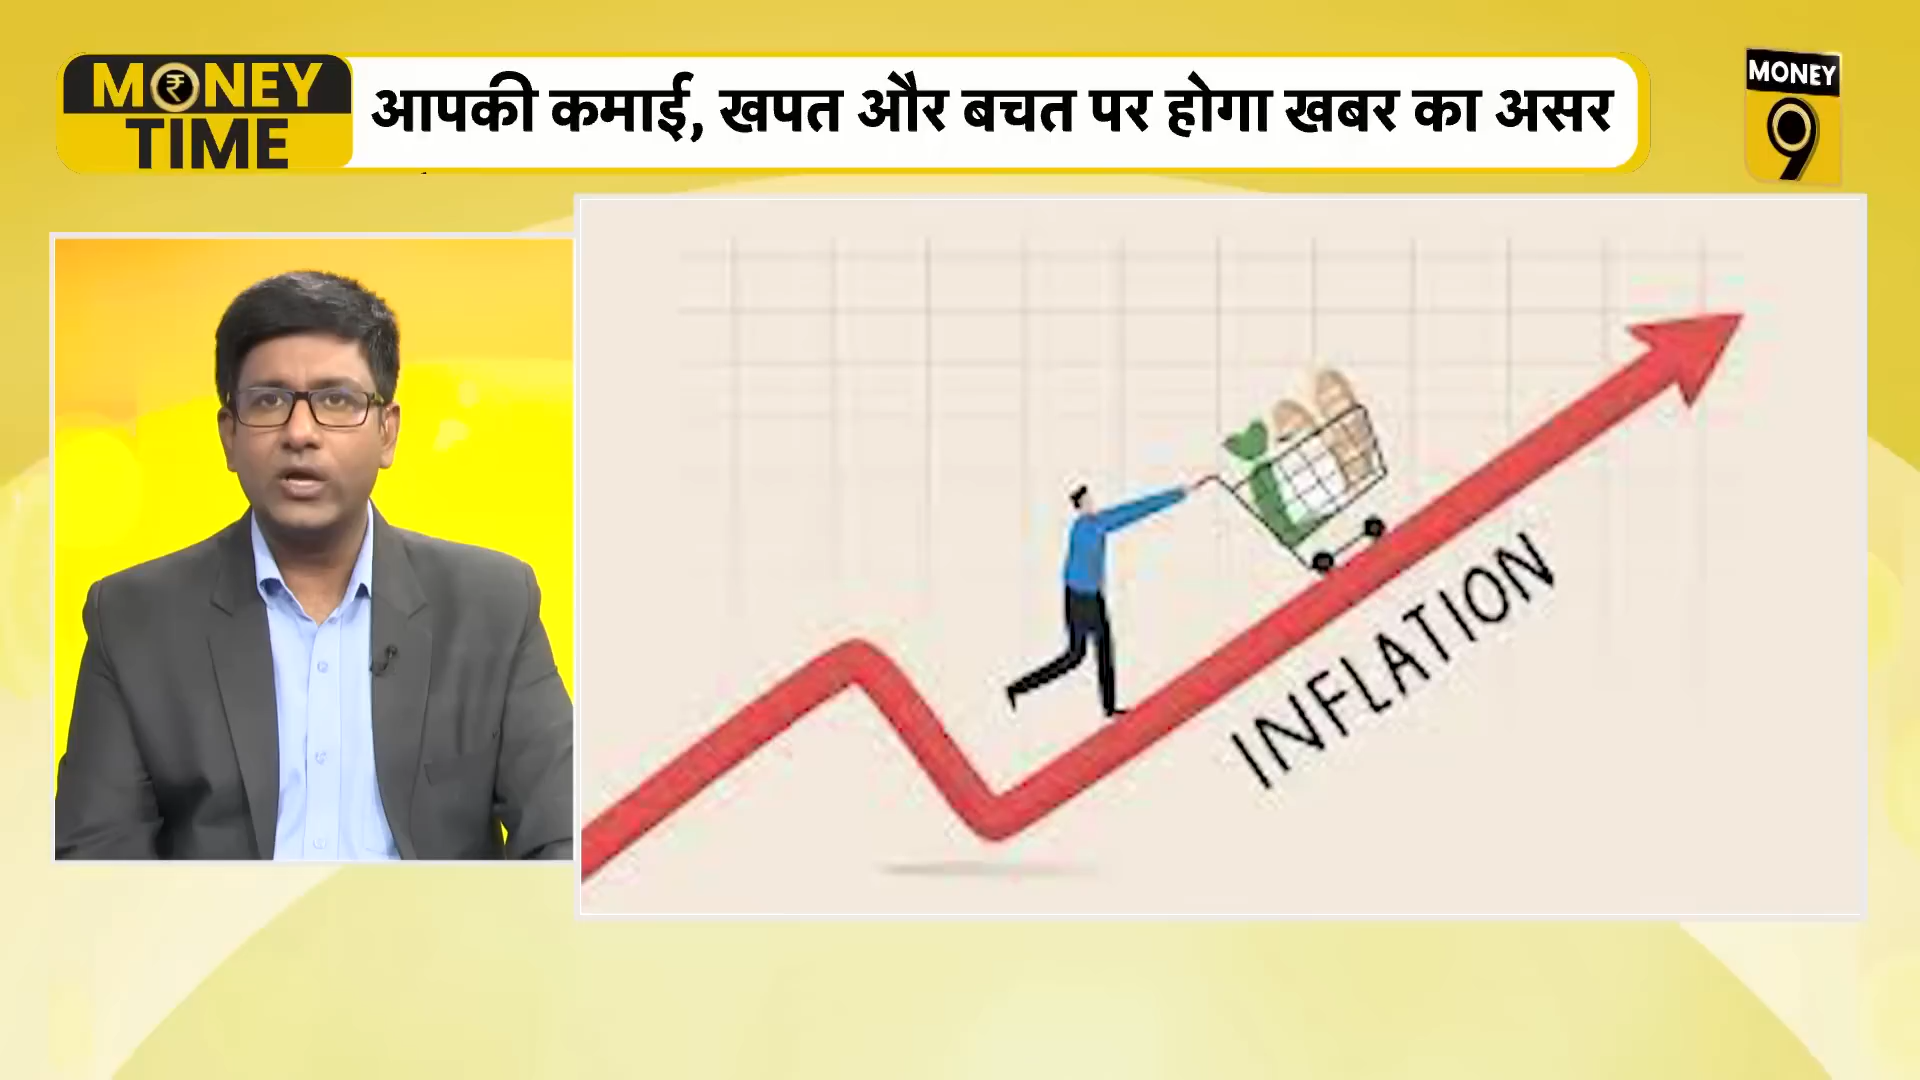 MONEY
TIME
आपकी कमाई, खपत और बचत पर होगा खबर का असर
MONEY
9
INFLATION